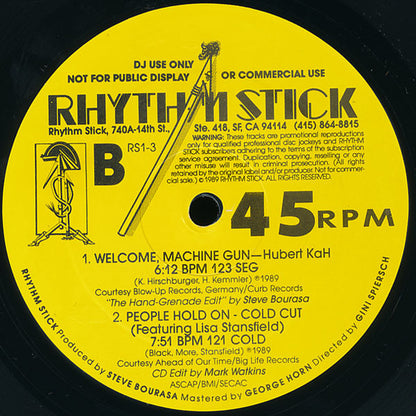 DJ USE ONLY
NOT FOR PUBLIC DISPLAY OR COMMERCIAL USE
RHYTHM STICK
Rhythm Stick, 740A-14th St., Ste. 418, SF, CA 94114 (415) 864-8815
WARNING: These tracks are promotional reproductions
only for qualified professional disc jockeys and RHYTHM
STICK subscribers adhering to the terms of the subscription
service agreement. Duplication, copying, reselling or any
other misuse will result in criminal prosecution. (All rights
retained by the original label and/or producer. Not for commer-
cial sale.) ©1989 RHYTHM STICK. ALL RIGHTS RESERVED.
B RS1-3
45 RPM
1. WELCOME, MACHINE GUN—Hubert KaH
6:12 BPM 123 SEG
(K. Hirschburger, H. Kemmler) ℗1989
Courtesy Blow-Up Records, Germany/Curb Records
"The Hand-Grenade Edit" by Steve Bourasa
2. PEOPLE HOLD ON - COLD CUT
(Featuring Lisa Stansfield)
7:51 BPM 121 COLD
(Black, More, Stansfield) ℗1989
Courtesy Ahead of Our Time/Big Life Records
CD Edit by Mark Watkins
ASCAP/BMI/SECAC
RHYTHM STICK Produced by STEVE BOURASA Mastered by GEORGE HORN Directed by GINI SPIERSCH